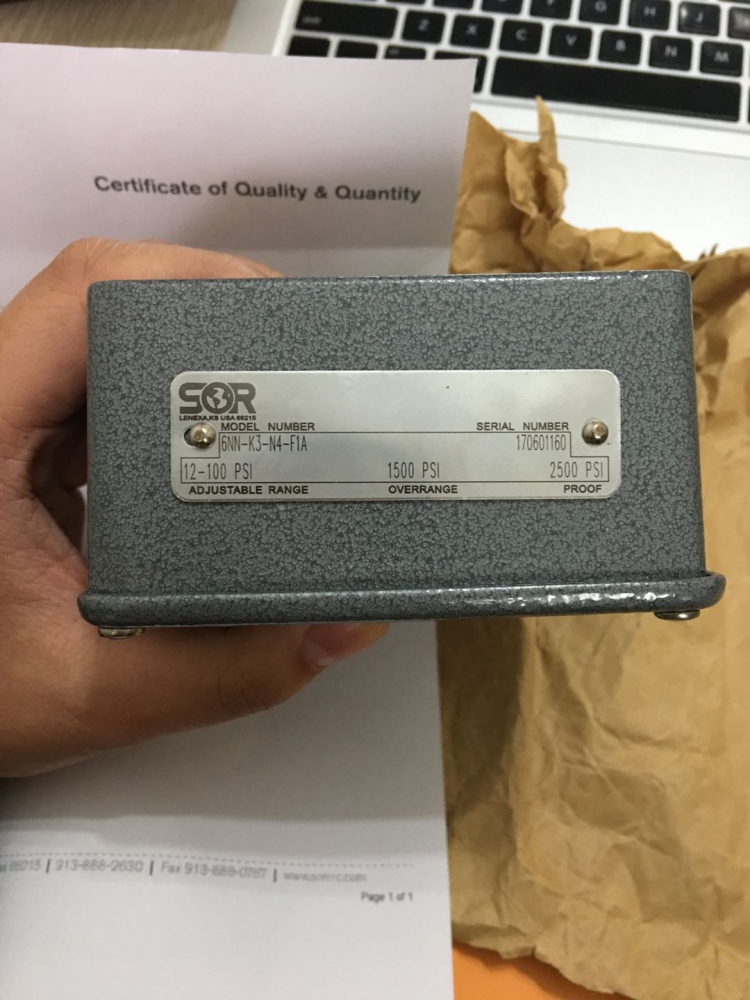 G H J
Z X C V B N M
Certificate of Quality & Quantity
SOR
LENEXA,KS USA 66215
MODEL NUMBER SERIAL NUMBER
6NN-K3-N4-F1A 170601160
12-100 PSI 1500 PSI 2500 PSI
ADJUSTABLE RANGE OVERRANGE PROOF
66215 | 913-888-2630 | Fax 913-888-0767 | www.sorinc.com
Page 1 of 1